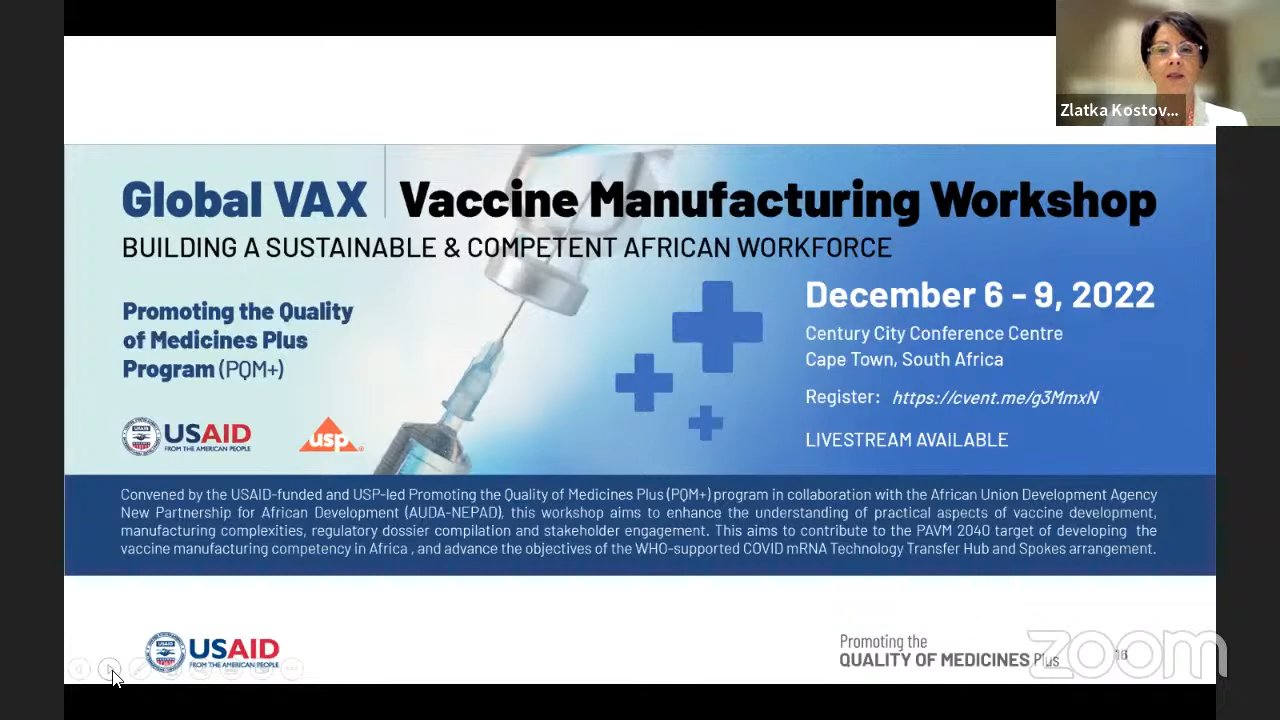 Zlatka Kostov...
Global VAX
Vaccine Manufacturing Workshop
BUILDING A SUSTAINABLE & COMPETENT AFRICAN WORKFORCE
Promoting the Quality
of Medicines Plus
Program (PQM+)
December 6 - 9, 2022
Century City Conference Centre
Cape Town, South Africa
Register: https://cvent.me/g3MmxN
LIVESTREAM AVAILABLE
USAID
FROM THE AMERICAN PEOPLE
usp
Convened by the USAID-funded and USP-led Promoting the Quality of Medicines Plus (PQM+) program in collaboration with the African Union Development Agency
New Partnership for African Development (AUDA-NEPAD), this workshop aims to enhance the understanding of practical aspects of vaccine development,
manufacturing complexities, regulatory dossier compilation and stakeholder engagement. This aims to contribute to the PAVM 2040 target of developing the
vaccine manufacturing competency in Africa , and advance the objectives of the WHO-supported COVID mRNA Technology Transfer Hub and Spokes arrangement.
USAID
FROM THE AMERICAN PEOPLE
Promoting the
QUALITY OF MEDICINES Plus
16
zoom